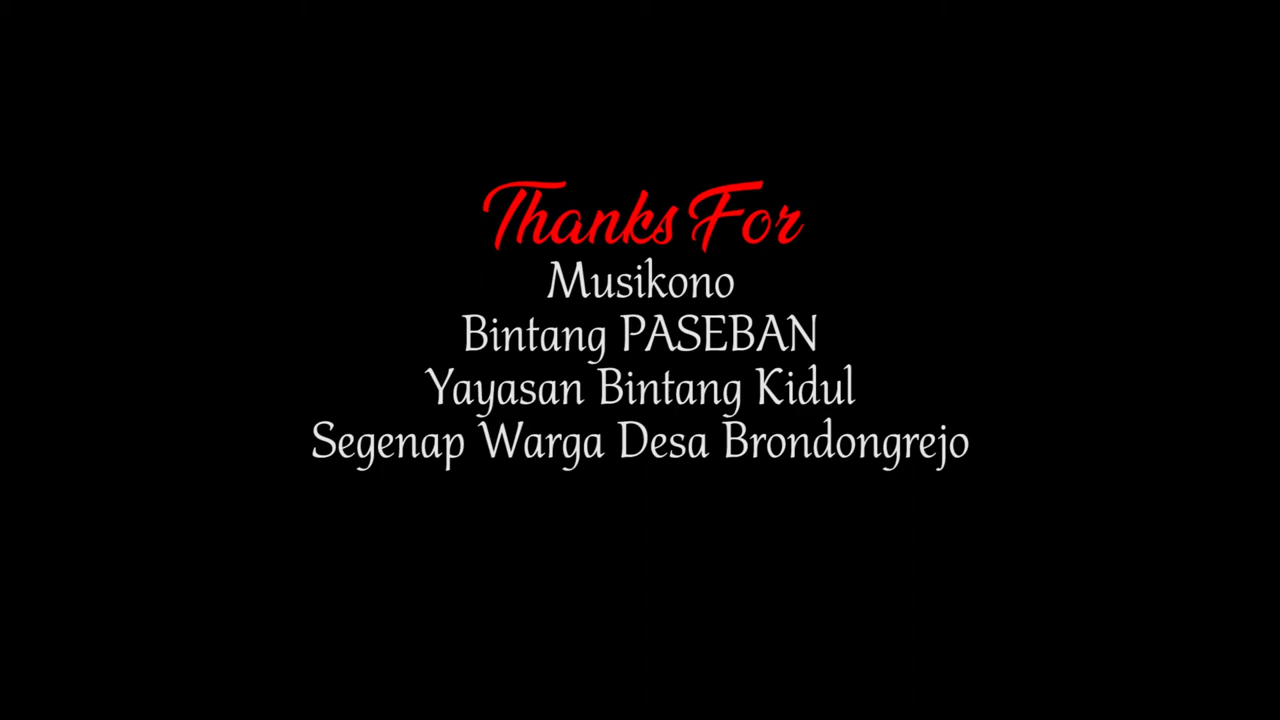 Thanks For
Musikono
Bintang PASEBAN
Yayasan Bintang Kidul
Segenap Warga Desa Brondongrejo